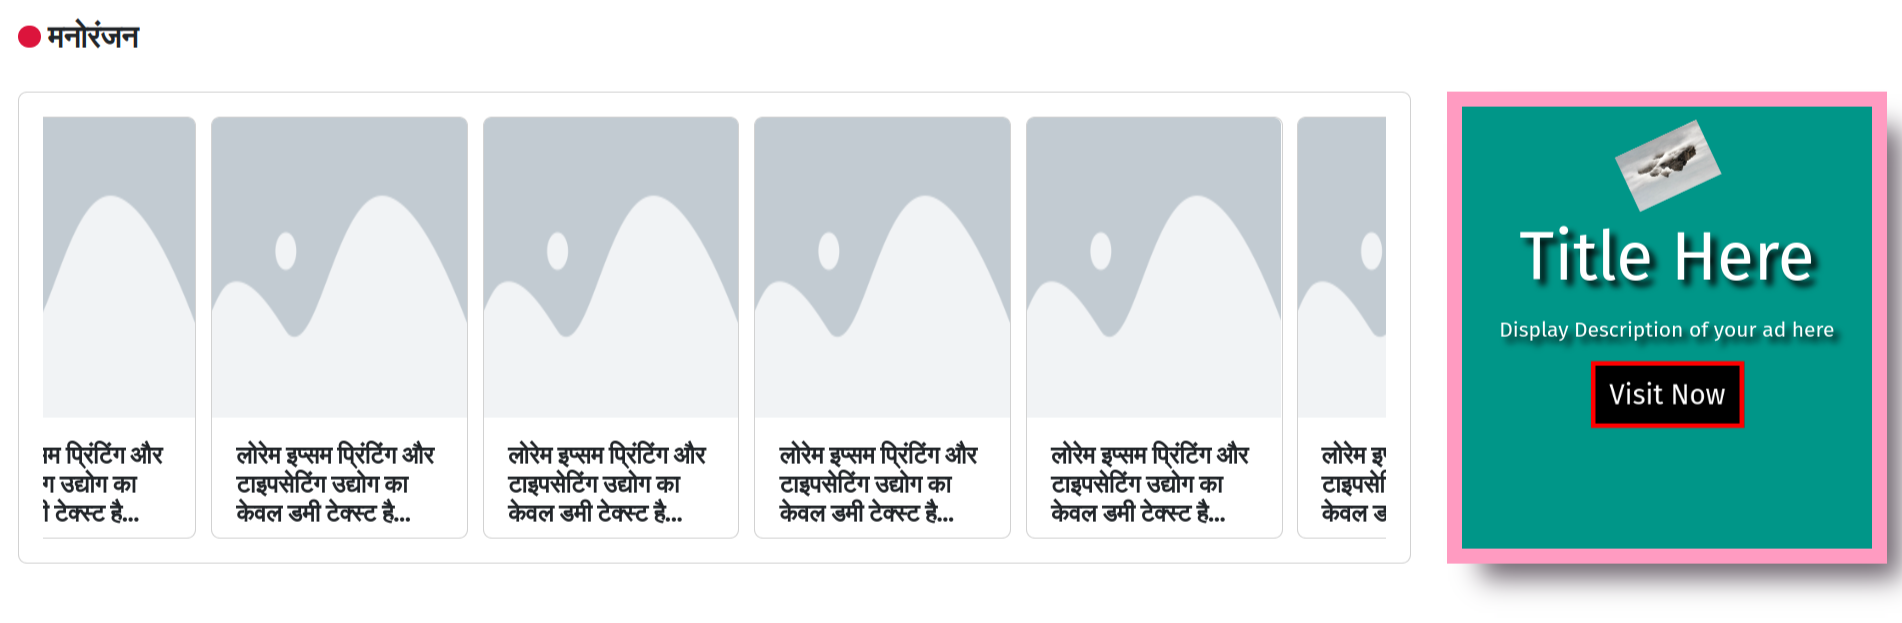 मनोरंजन
प्रिंटिंग और
ग उद्योग का
टेक्स्ट है...
लोरेम इप्सम प्रिंटिंग और
टाइपसेटिंग उद्योग का
केवल डमी टेक्स्ट है...
लोरेम इप्सम प्रिंटिंग और
टाइपसेटिंग उद्योग का
केवल डमी टेक्स्ट है...
लोरेम इप्सम प्रिंटिंग और
टाइपसेटिंग उद्योग का
केवल डमी टेक्स्ट है...
लोरेम इप्सम प्रिंटिंग और
टाइपसेटिंग उद्योग का
केवल डमी टेक्स्ट है...
लोरेम
टाइपसे
केवल
Title Here
Display Description of your ad here
Visit Now